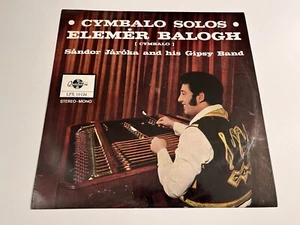 • CYMBALO SOLOS •
ELEMÉR BALOGH
[ CYMBALO ]
Sándor Járóka and his Gipsy Band
STEREO-MONO